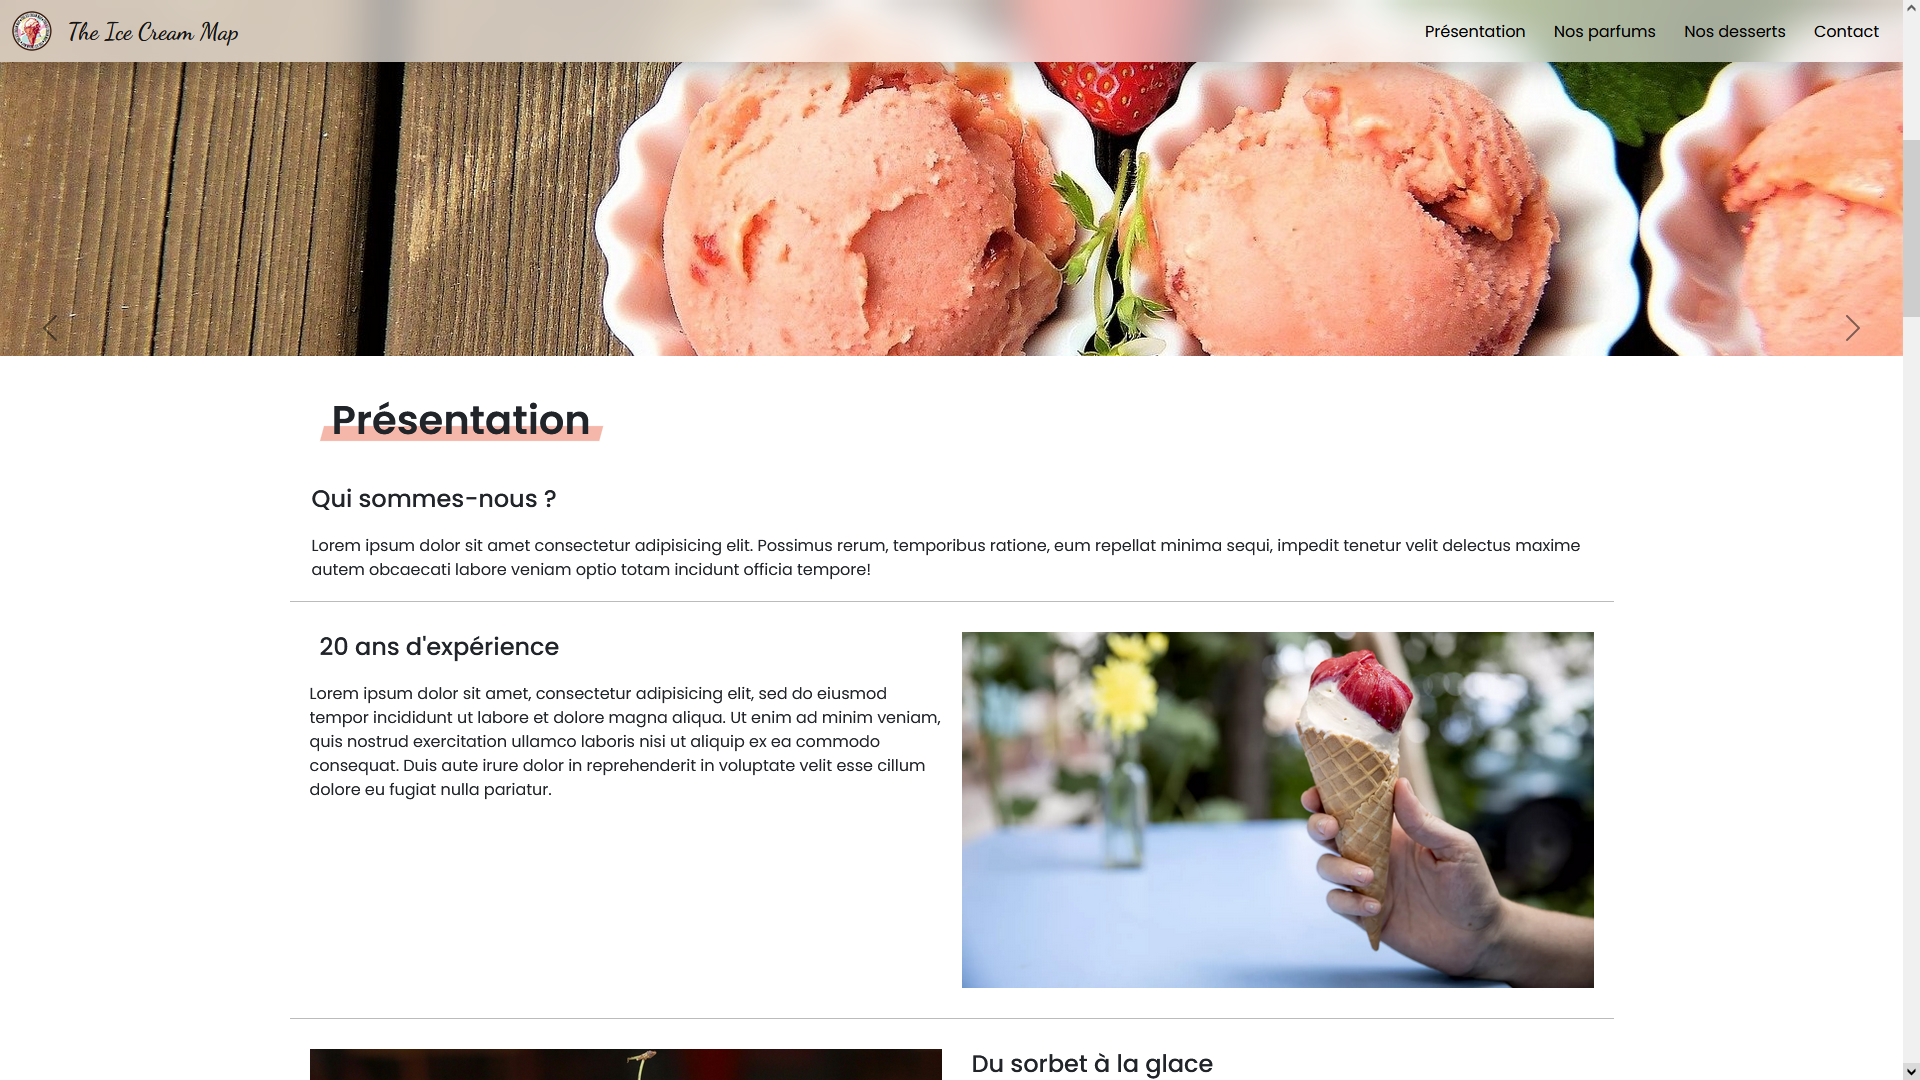 The Ice Cream Map
Présentation
Nos parfums
Nos desserts
Contact
Présentation
Qui sommes-nous ?
Lorem ipsum dolor sit amet consectetur adipisicing elit. Possimus rerum, temporibus ratione, eum repellat minima sequi, impedit tenetur velit delectus maxime
autem obcaecati labore veniam optio totam incidunt officia tempore!
20 ans d'expérience
Lorem ipsum dolor sit amet, consectetur adipisicing elit, sed do eiusmod
tempor incididunt ut labore et dolore magna aliqua. Ut enim ad minim veniam,
quis nostrud exercitation ullamco laboris nisi ut aliquip ex ea commodo
consequat. Duis aute irure dolor in reprehenderit in voluptate velit esse cillum
dolore eu fugiat nulla pariatur.
Du sorbet à la glace